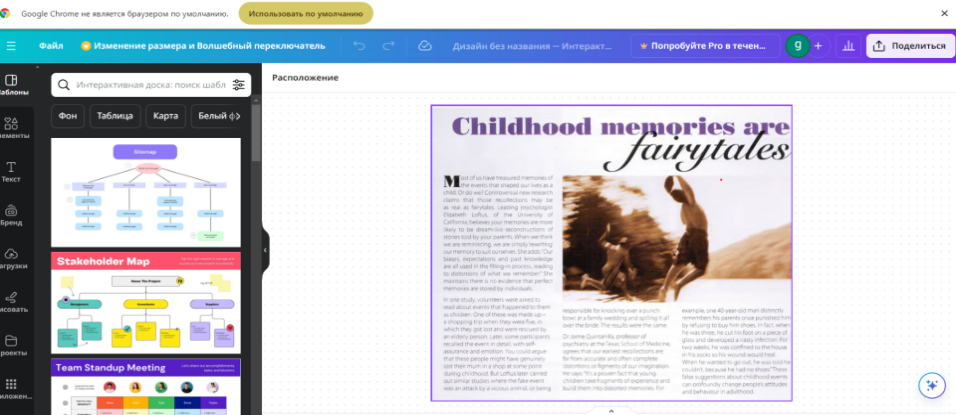 Google Chrome не является браузером по умолчанию.
Использовать по умолчанию
Файл
Изменение размера и Волшебный переключатель
Дизайн без названия — Интеракт...
Попробуйте Pro в течен...
g
Поделиться
Интерактивная доска: поиск шабл
Фон
Таблица
Карта
Белый ф
Расположение
Текст
Sitemap
Stakeholder Map
Team Standup Meeting
Childhood memories are
fairytales
Most of us have treasured memories of
the events that shaped our lives as a
child. Or do we? Controversial new research
claims that those recollections may be
as real as fairytales. Leading psychologist
Elizabeth Loftus, of the University of
California, believes your memories are more
likely to be dream-like reconstructions of
stories told by your parents. When we think
we are reminiscing, we are simply rewriting
our memory to suit ourselves. She adds: "Our
biases, expectations, and past knowledge
are all used in the filling-in process, leading
to distortions of what we remember." She
maintains there is no evidence that perfect
memories are stored by individuals.
In one study, volunteers were asked to
read about events that happened to them
as children. One of these was made up—
a shopping trip when they were five, in
which they got lost and were rescued by
an elderly person. Later, some participants
recalled the event in detail, with self-
assurance and emotion. You could argue
that these people might have genuinely
lost their mum in a shop at some point
during childhood. But Loftus later carried
out similar studies where the fake event
was an attack by a vicious animal, or being
responsible for knocking over a punch
bowl at a family wedding and spilling it all
over the bride. The results were the same.
Dr Jaime Quintanilla, professor of
psychiatry at the Texas School of Medicine,
agrees that our earliest recollections are
far from accurate and often complete
distortions or figments of our imagination.
He says: "It's a proven fact that young
children take fragments of experience and
build them into distorted memories. For
example, one 40-year-old man distinctly
remembers his parents once punished him
by refusing to buy him shoes. In fact, when
he was three, he cut his foot on a piece of
glass and developed a nasty infection. For
two weeks, he was confined to the house
in his socks so his wound would heal.
When he wanted to go out, he was told he
couldn't, because he had no shoes." These
false suggestions about childhood events
can profoundly change people's attitudes
and behaviour in adulthood.